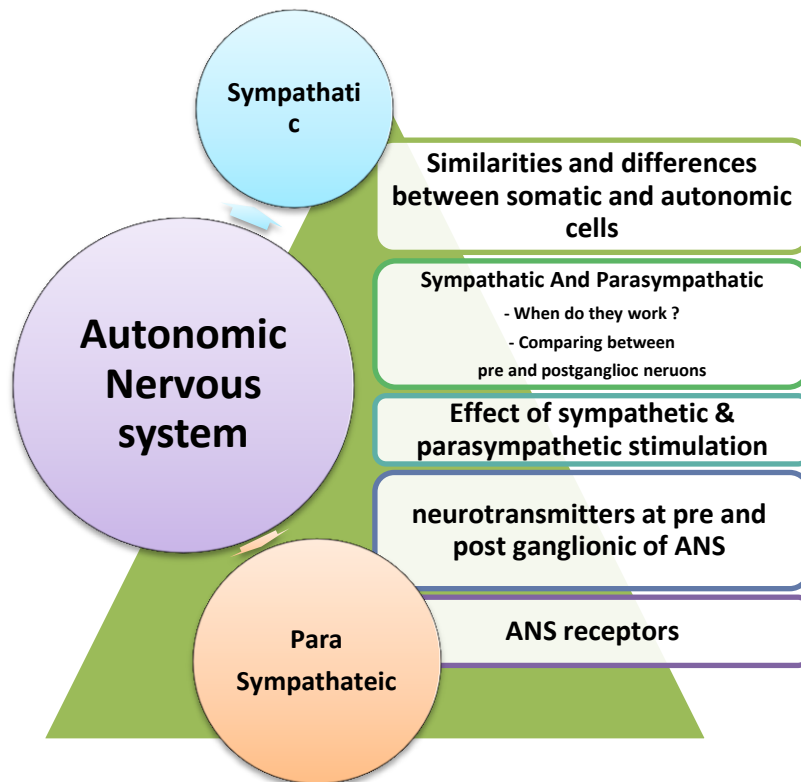 Sympathati
c
Autonomic
Nervous
system
Para
Sympathateic
Similarities and differences
between somatic and autonomic
cells
Sympathatic And Parasympathatic
- When do they work ?
- Comparing between
pre and postganglioc neruons
Effect of sympathetic &
parasympathetic stimulation
neurotransmitters at pre and
post ganglionic of ANS
ANS receptors